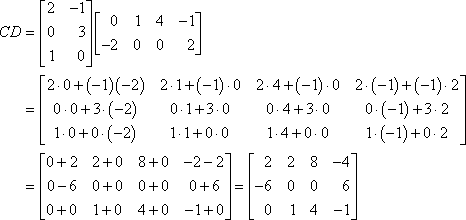 CD = [2 -1; 0 3; 1 0] [0 1 4 -1; -2 0 0 2]
= [2·0+(-1)(-2) 2·1+(-1)·0 2·4+(-1)·0 2·(-1)+(-1)·2; 0·0+3·(-2) 0·1+3·0 0·4+3·0 0·(-1)+3·2; 1·0+0·(-2) 1·1+0·0 1·4+0·0 1·(-1)+0·2]
= [0+2 2+0 8+0 -2-2; 0-6 0+0 0+0 0+6; 0+0 1+0 4+0 -1+0] = [2 2 8 -4; -6 0 0 6; 0 1 4 -1]